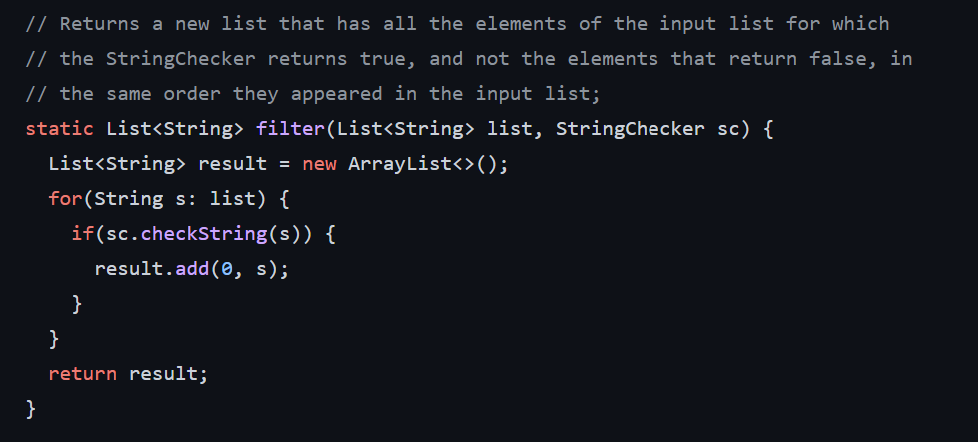 // Returns a new list that has all the elements of the input list for which
// the StringChecker returns true, and not the elements that return false, in
// the same order they appeared in the input list;
static List<String> filter(List<String> list, StringChecker sc) {
  List<String> result = new ArrayList<>();
  for(String s: list) {
    if(sc.checkString(s)) {
      result.add(0, s);
    }
  }
  return result;
}